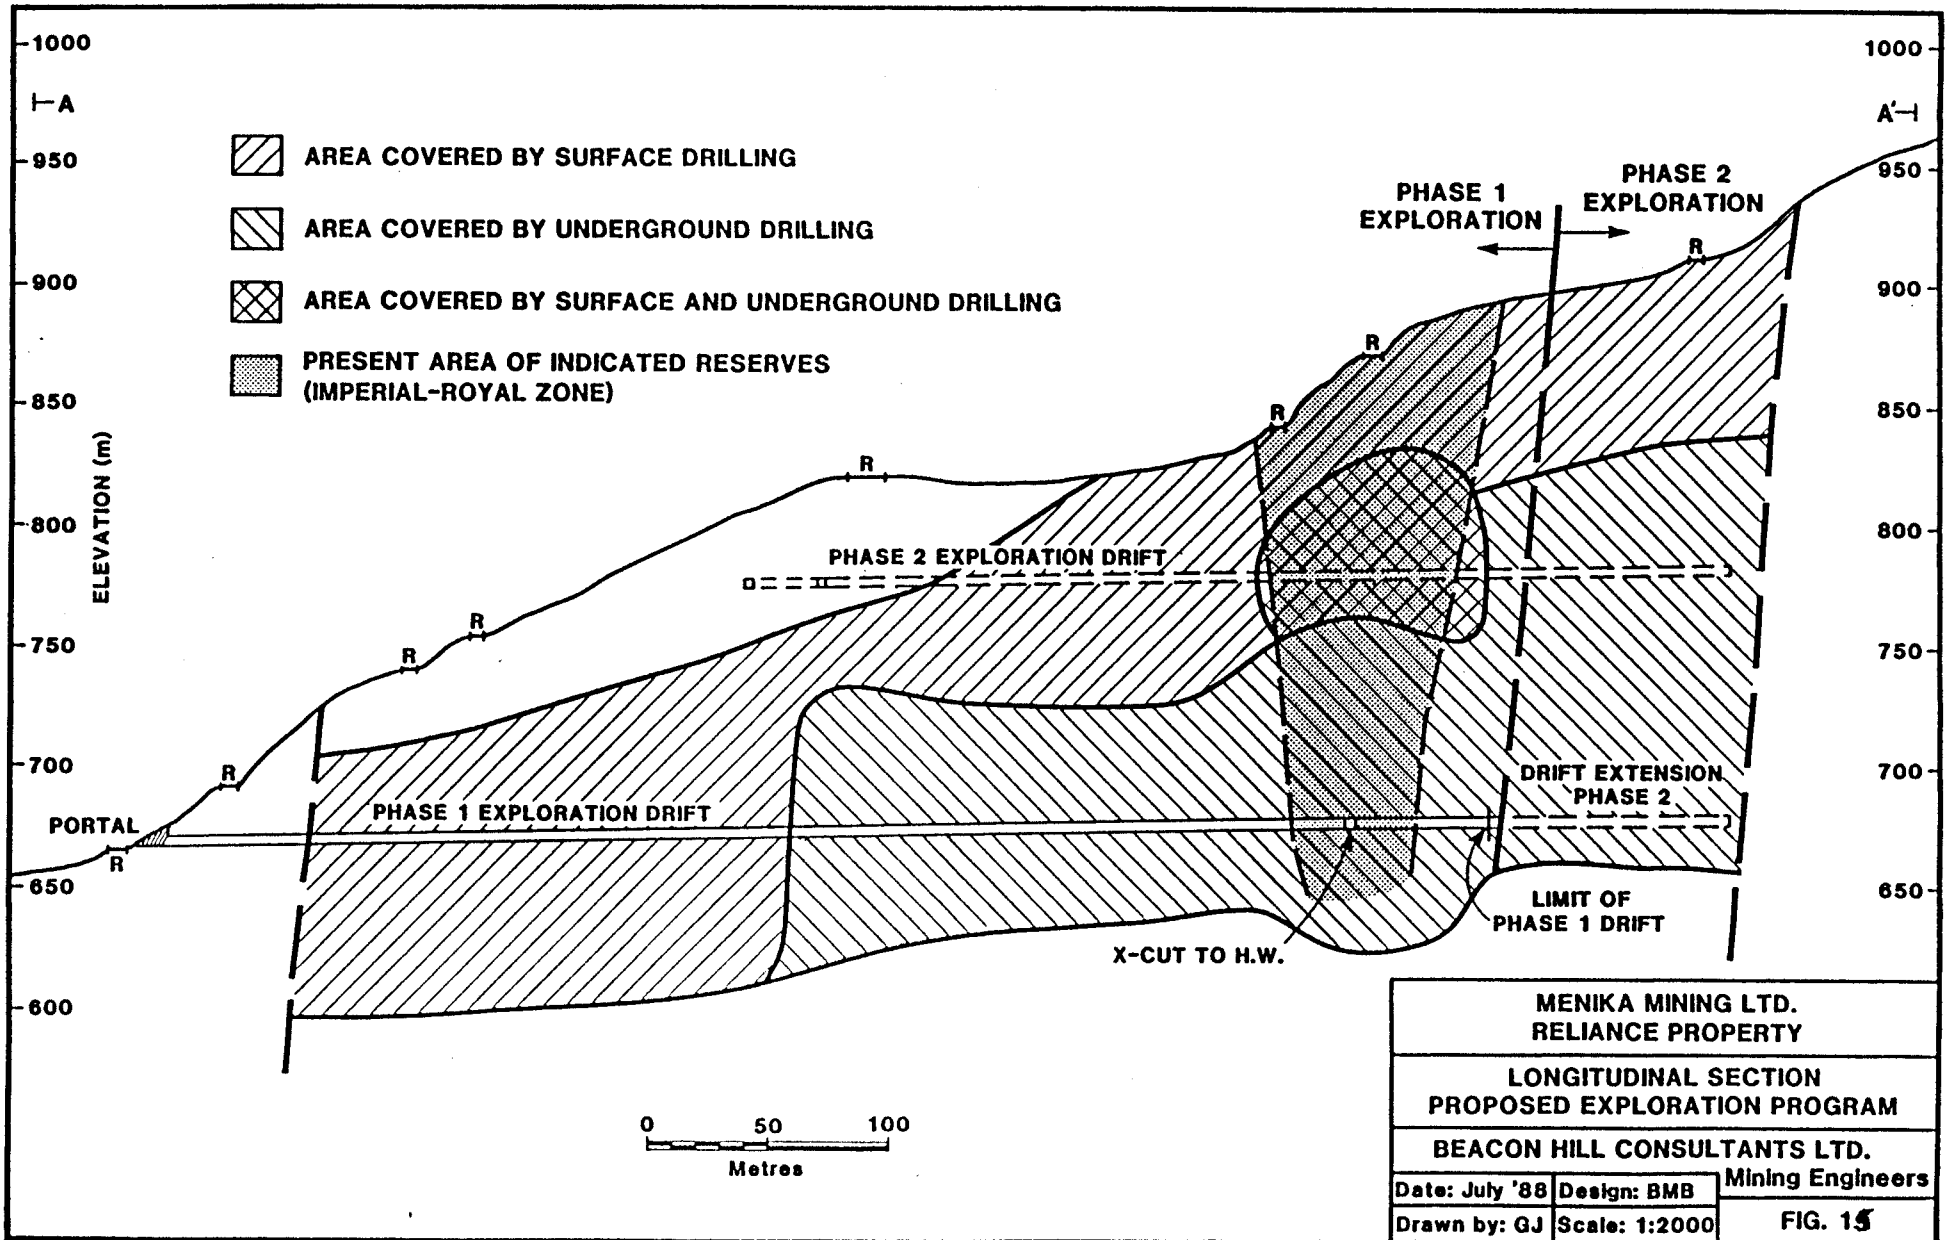 1000
1000
A
A'
950
950
900
900
850
850
800
800
750
750
700
700
650
650
600
ELEVATION (m)
AREA COVERED BY SURFACE DRILLING
AREA COVERED BY UNDERGROUND DRILLING
AREA COVERED BY SURFACE AND UNDERGROUND DRILLING
PRESENT AREA OF INDICATED RESERVES
(IMPERIAL-ROYAL ZONE)
PHASE 1
EXPLORATION
PHASE 2
EXPLORATION
R
R
R
R
R
R
R
R
PHASE 2 EXPLORATION DRIFT
PHASE 1 EXPLORATION DRIFT
PORTAL
DRIFT EXTENSION
PHASE 2
LIMIT OF
PHASE 1 DRIFT
X-CUT TO H.W.
0 50 100
Metres
MENIKA MINING LTD.
RELIANCE PROPERTY
LONGITUDINAL SECTION
PROPOSED EXPLORATION PROGRAM
BEACON HILL CONSULTANTS LTD.
Mining Engineers
Date: July '88
Design: BMB
Drawn by: GJ
Scale: 1:2000
FIG. 15